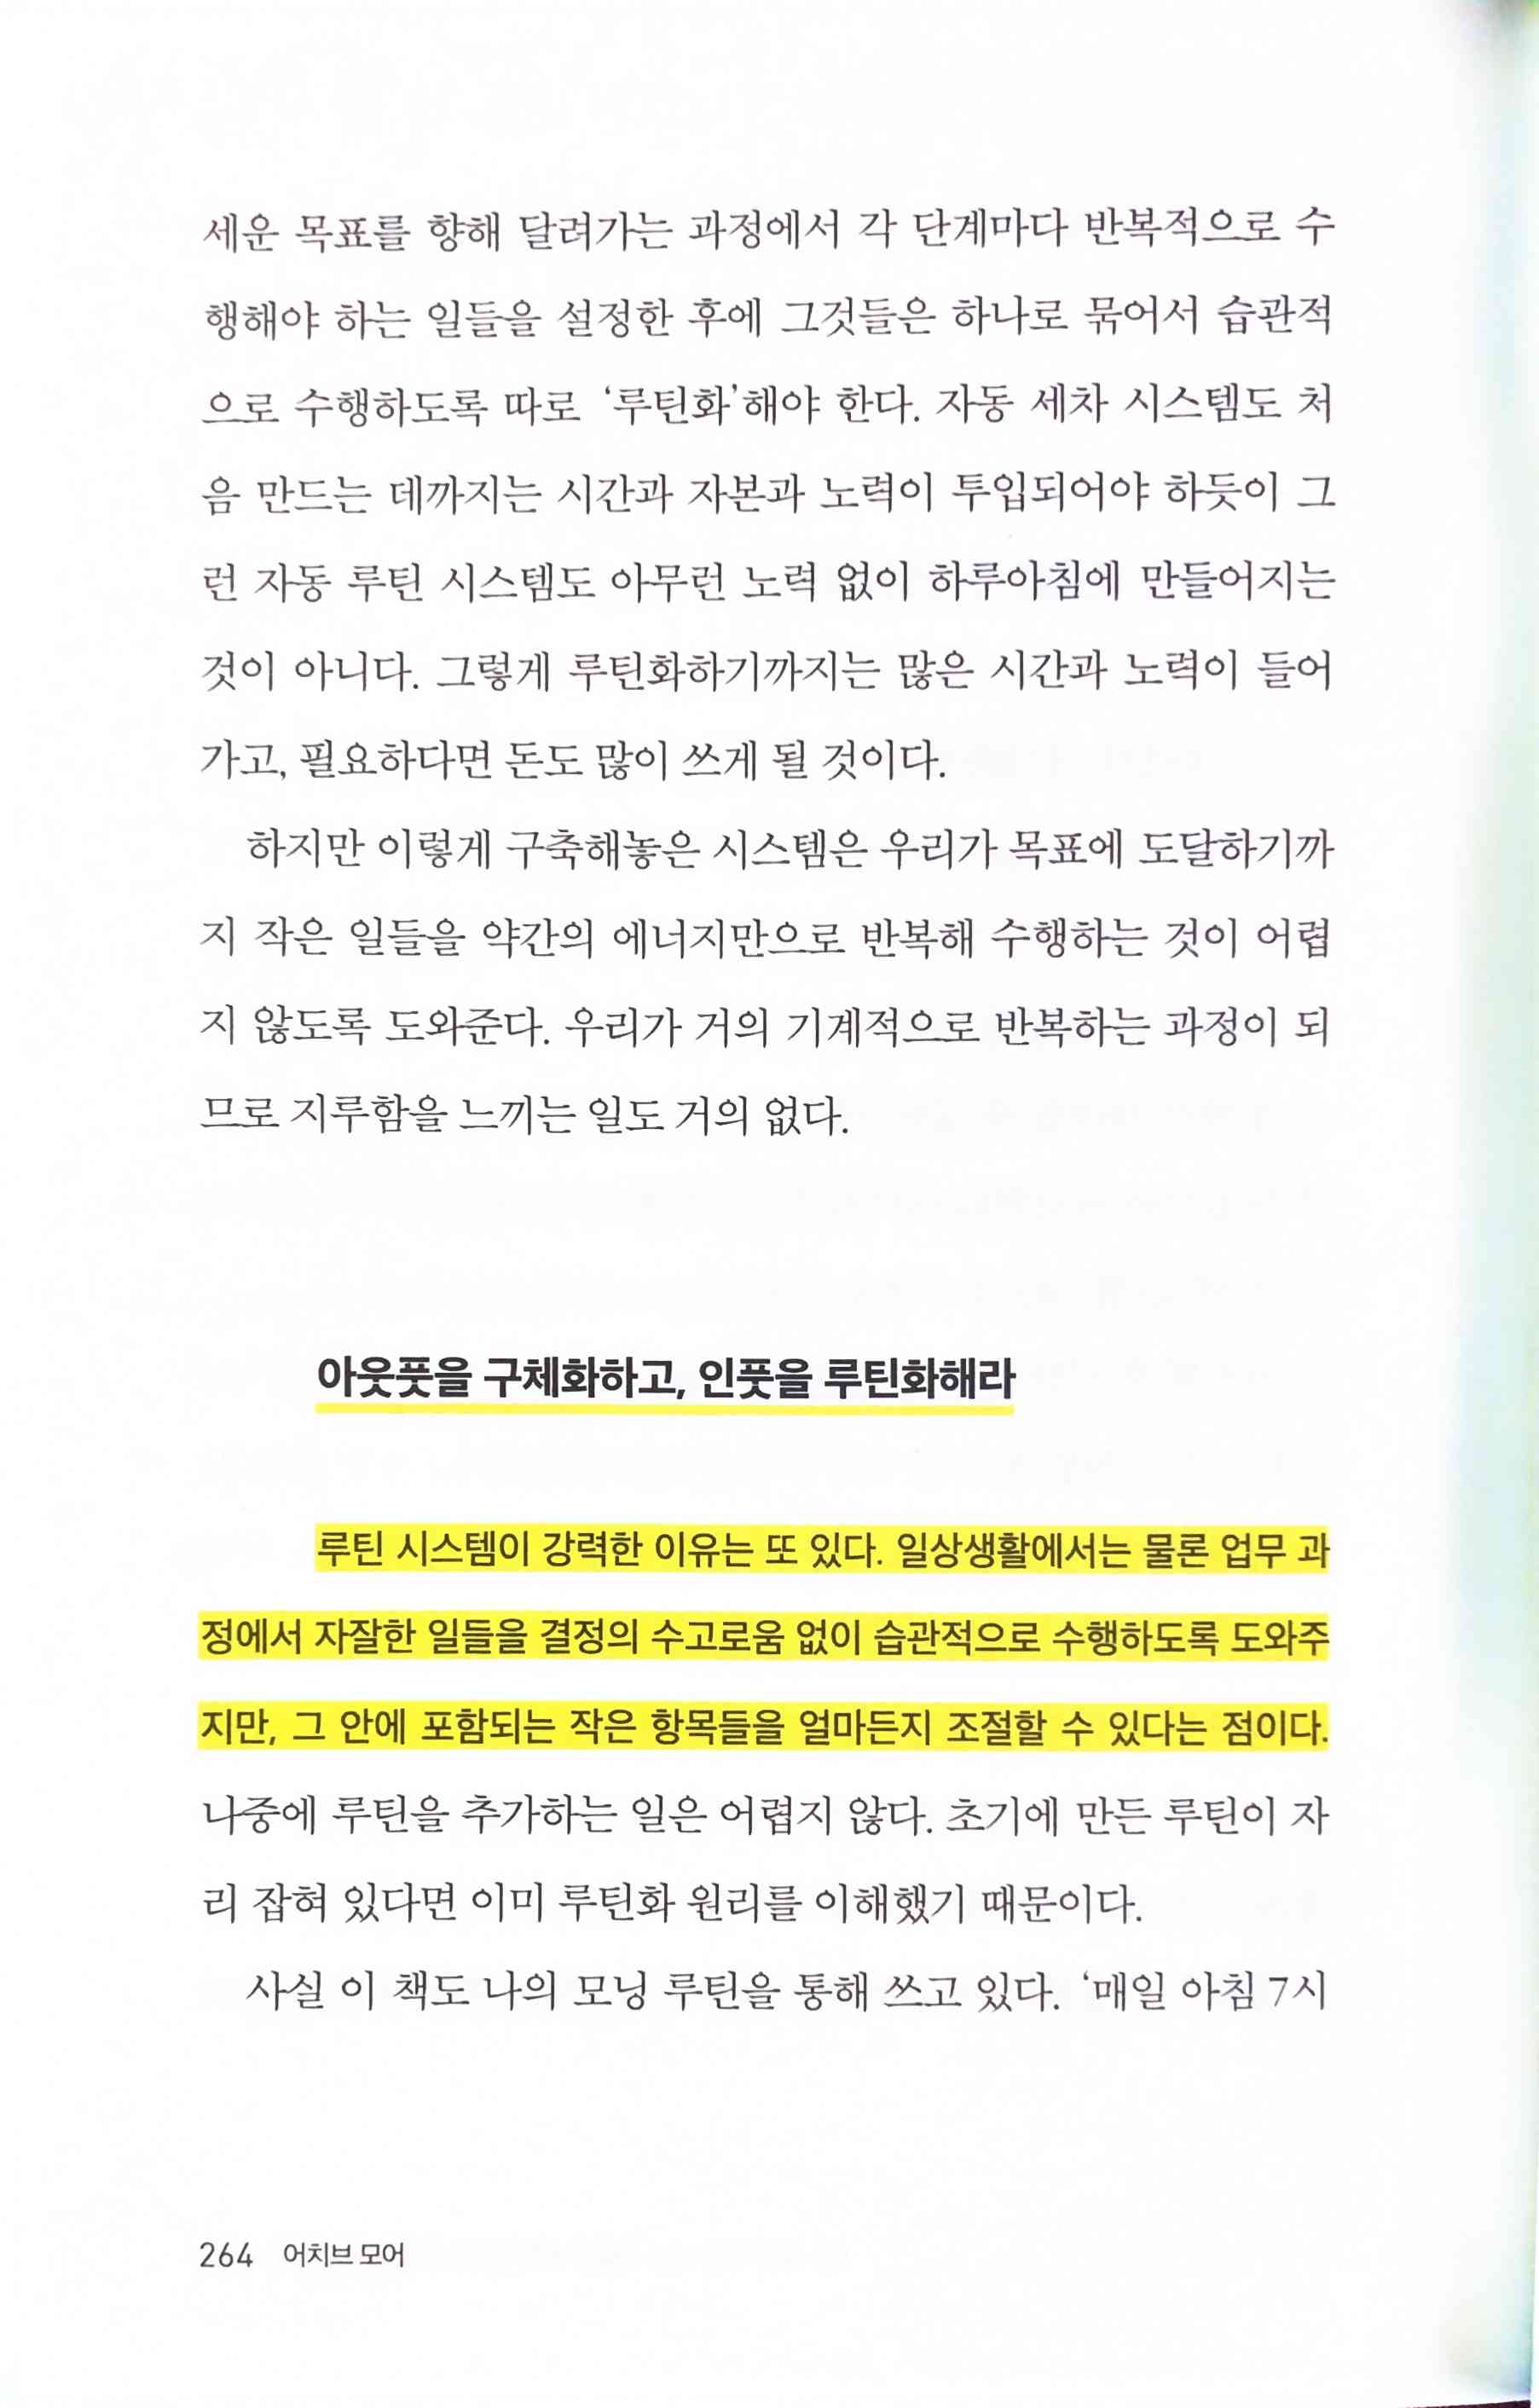 세운 목표를 향해 달려가는 과정에서 각 단계마다 반복적으로 수
행해야 하는 일들을 설정한 후에 그것들은 하나로 묶어서 습관적
으로 수행하도록 따로 ‘루틴화’해야 한다. 자동 세차 시스템도 처
음 만드는 데까지는 시간과 자본과 노력이 투입되어야 하듯이 그
런 자동 루틴 시스템도 아무런 노력 없이 하루아침에 만들어지는
것이 아니다. 그렇게 루틴화하기까지는 많은 시간과 노력이 들어
가고, 필요하다면 돈도 많이 쓰게 될 것이다.
하지만 이렇게 구축해놓은 시스템은 우리가 목표에 도달하기까
지 작은 일들을 약간의 에너지만으로 반복해 수행하는 것이 어렵
지 않도록 도와준다. 우리가 거의 기계적으로 반복하는 과정이 되
므로 지루함을 느끼는 일도 거의 없다.
아웃풋을 구체화하고, 인풋을 루틴화해라
루틴 시스템이 강력한 이유는 또 있다. 일상생활에서는 물론 업무 과
정에서 자잘한 일들을 결정의 수고로움 없이 습관적으로 수행하도록 도와주
지만, 그 안에 포함되는 작은 항목들을 얼마든지 조절할 수 있다는 점이다.
나중에 루틴을 추가하는 일은 어렵지 않다. 초기에 만든 루틴이 자
리 잡혀 있다면 이미 루틴화 원리를 이해했기 때문이다.
사실 이 책도 나의 모닝 루틴을 통해 쓰고 있다. ‘매일 아침 7시
264 어치브 모어